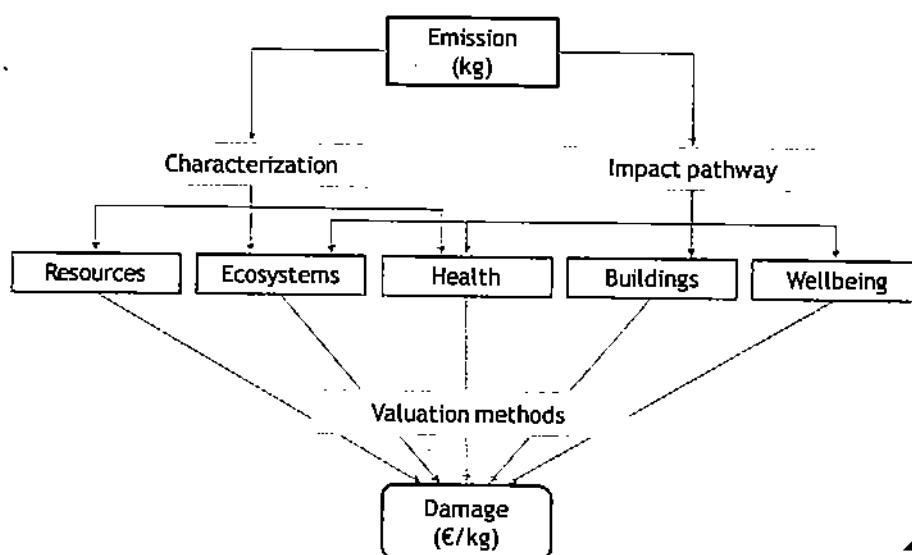 Emission
(kg)
Characterization
Impact pathway
Resources
Ecosystems
Health
Buildings
Wellbeing
Valuation methods
Damage
(€/kg)